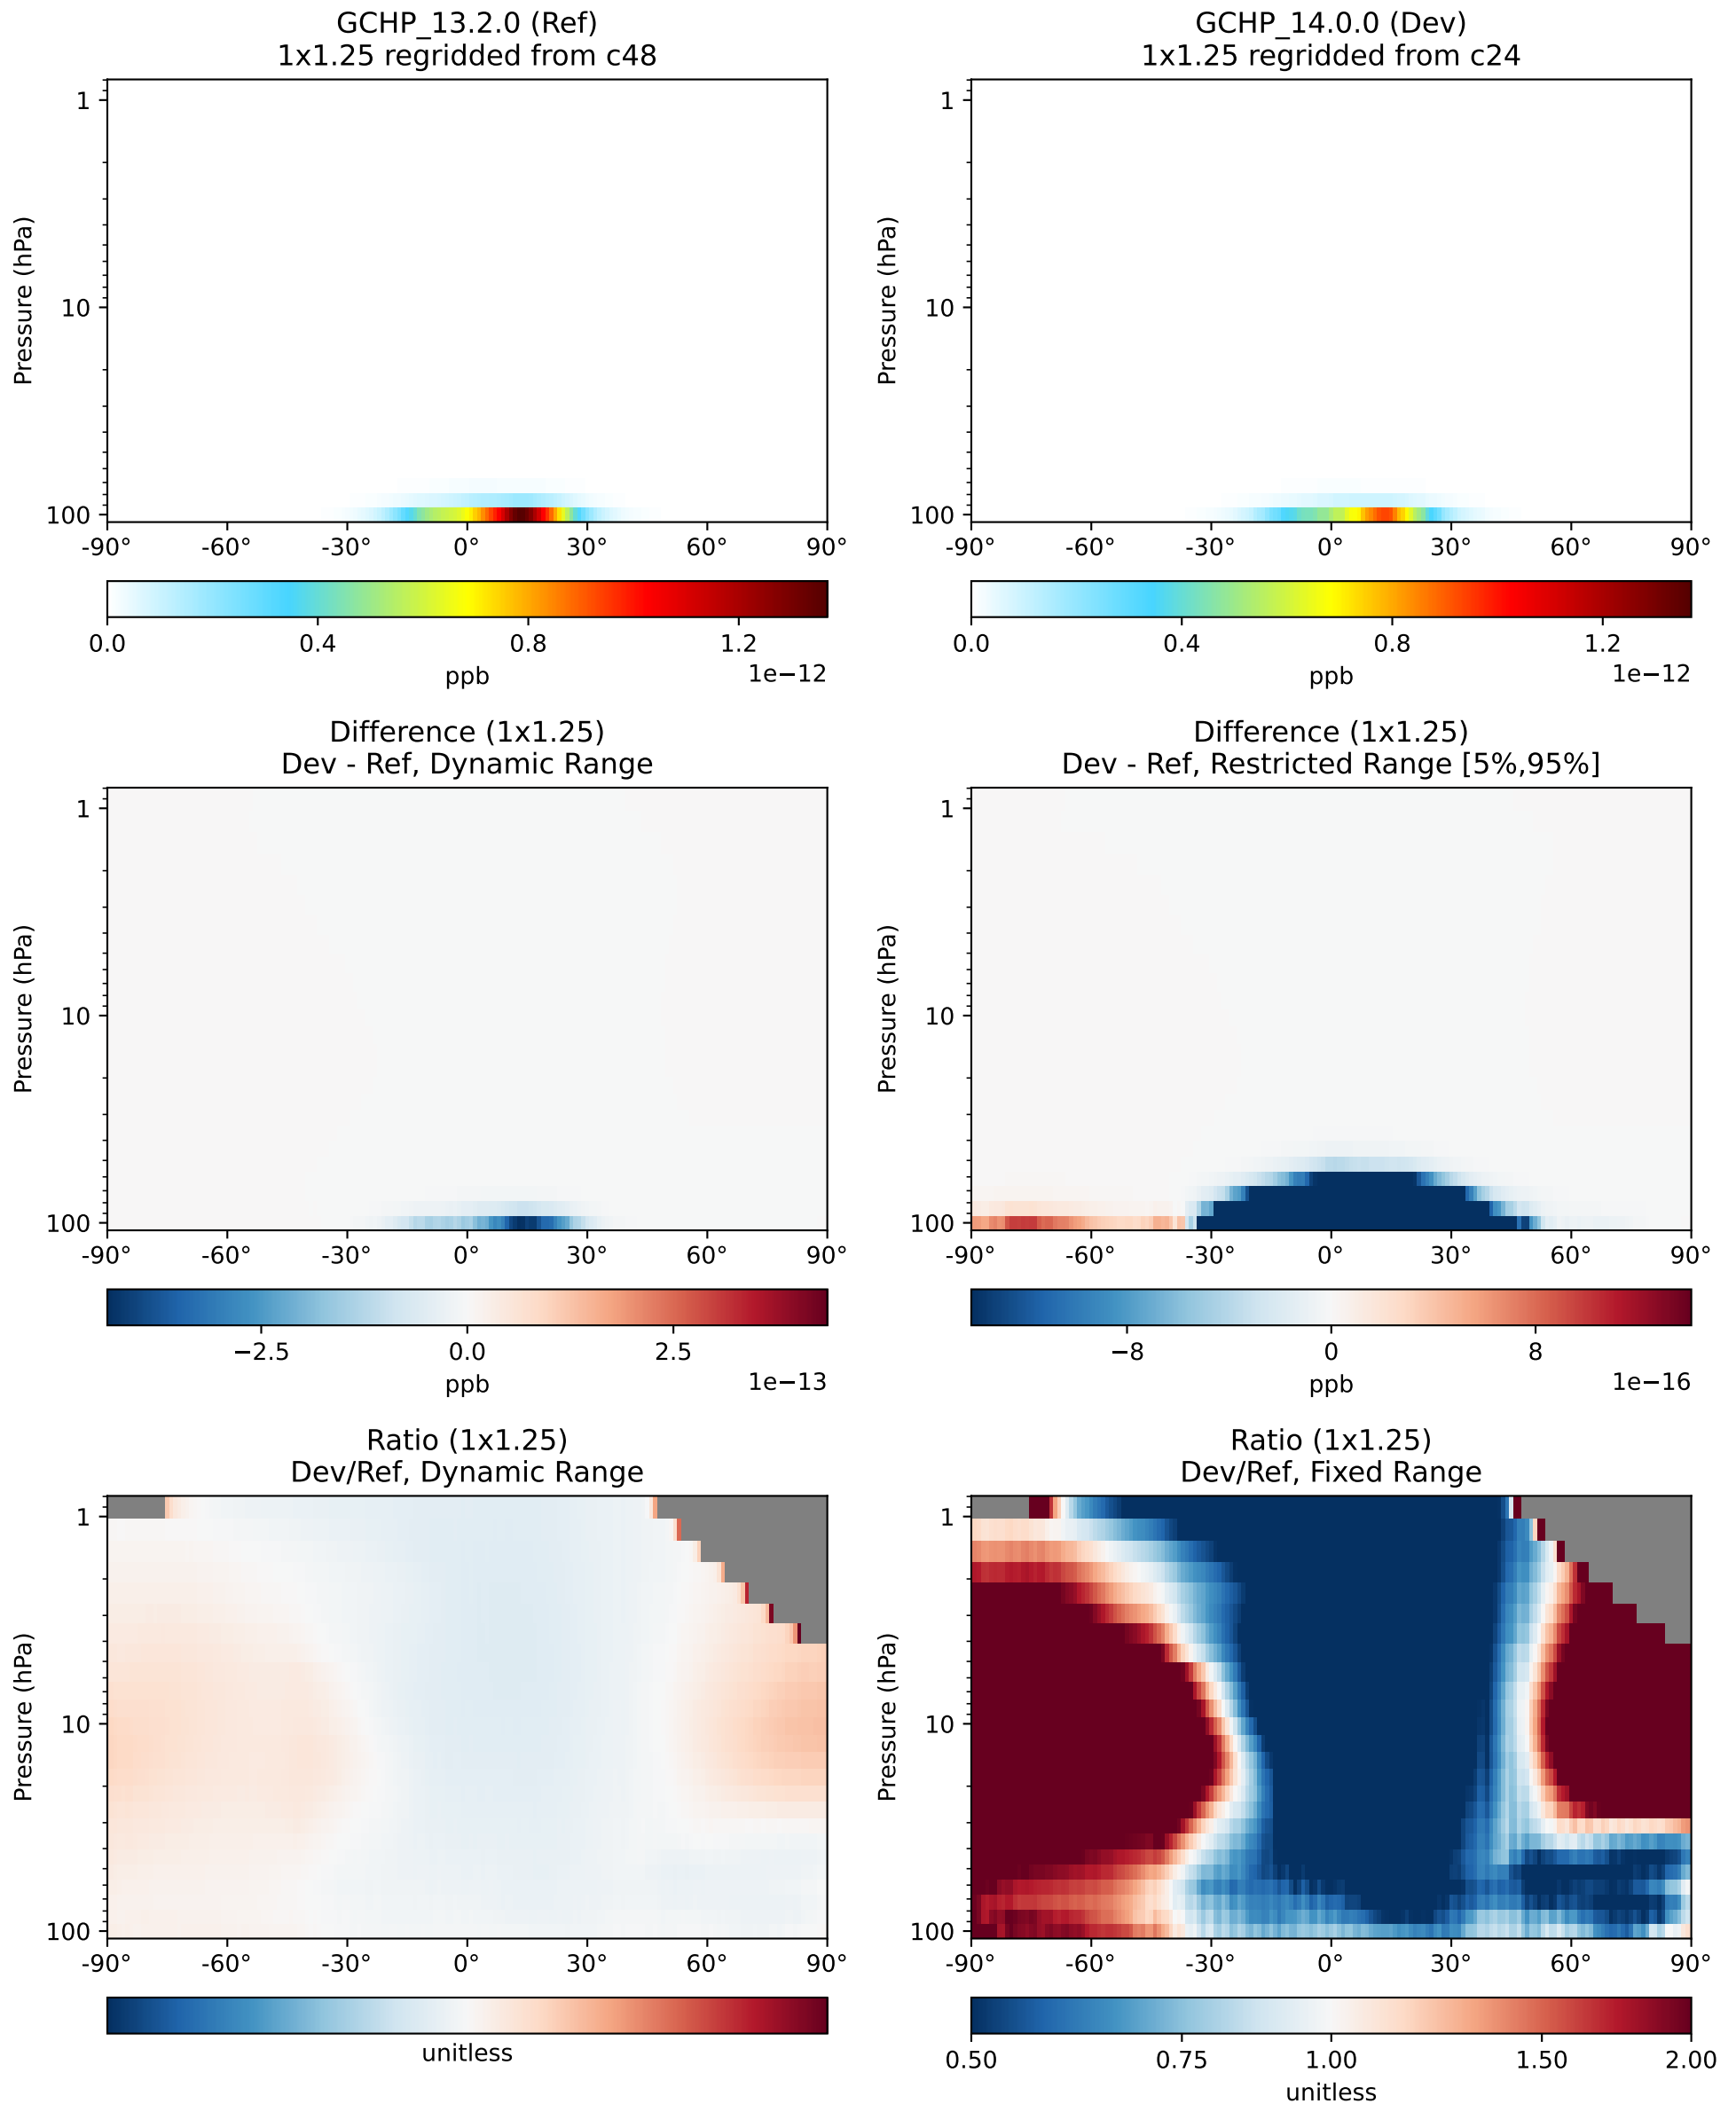 GCHP_13.2.0 (Ref)
1x1.25 regridded from c48
1
10
100
Pressure (hPa)
-90° -60° -30° 0° 30° 60° 90°
0.0 0.4 0.8 1.2
1e−12
ppb
GCHP_14.0.0 (Dev)
1x1.25 regridded from c24
1
10
100
Pressure (hPa)
-90° -60° -30° 0° 30° 60° 90°
0.0 0.4 0.8 1.2
1e−12
ppb
Difference (1x1.25)
Dev - Ref, Dynamic Range
1
10
100
Pressure (hPa)
-90° -60° -30° 0° 30° 60° 90°
−2.5 0.0 2.5
1e−13
ppb
Difference (1x1.25)
Dev - Ref, Restricted Range [5%,95%]
1
10
100
Pressure (hPa)
-90° -60° -30° 0° 30° 60° 90°
−8 0 8
1e−16
ppb
Ratio (1x1.25)
Dev/Ref, Dynamic Range
1
10
100
Pressure (hPa)
-90° -60° -30° 0° 30° 60° 90°
unitless
Ratio (1x1.25)
Dev/Ref, Fixed Range
1
10
100
Pressure (hPa)
-90° -60° -30° 0° 30° 60° 90°
0.50 0.75 1.00 1.50 2.00
unitless